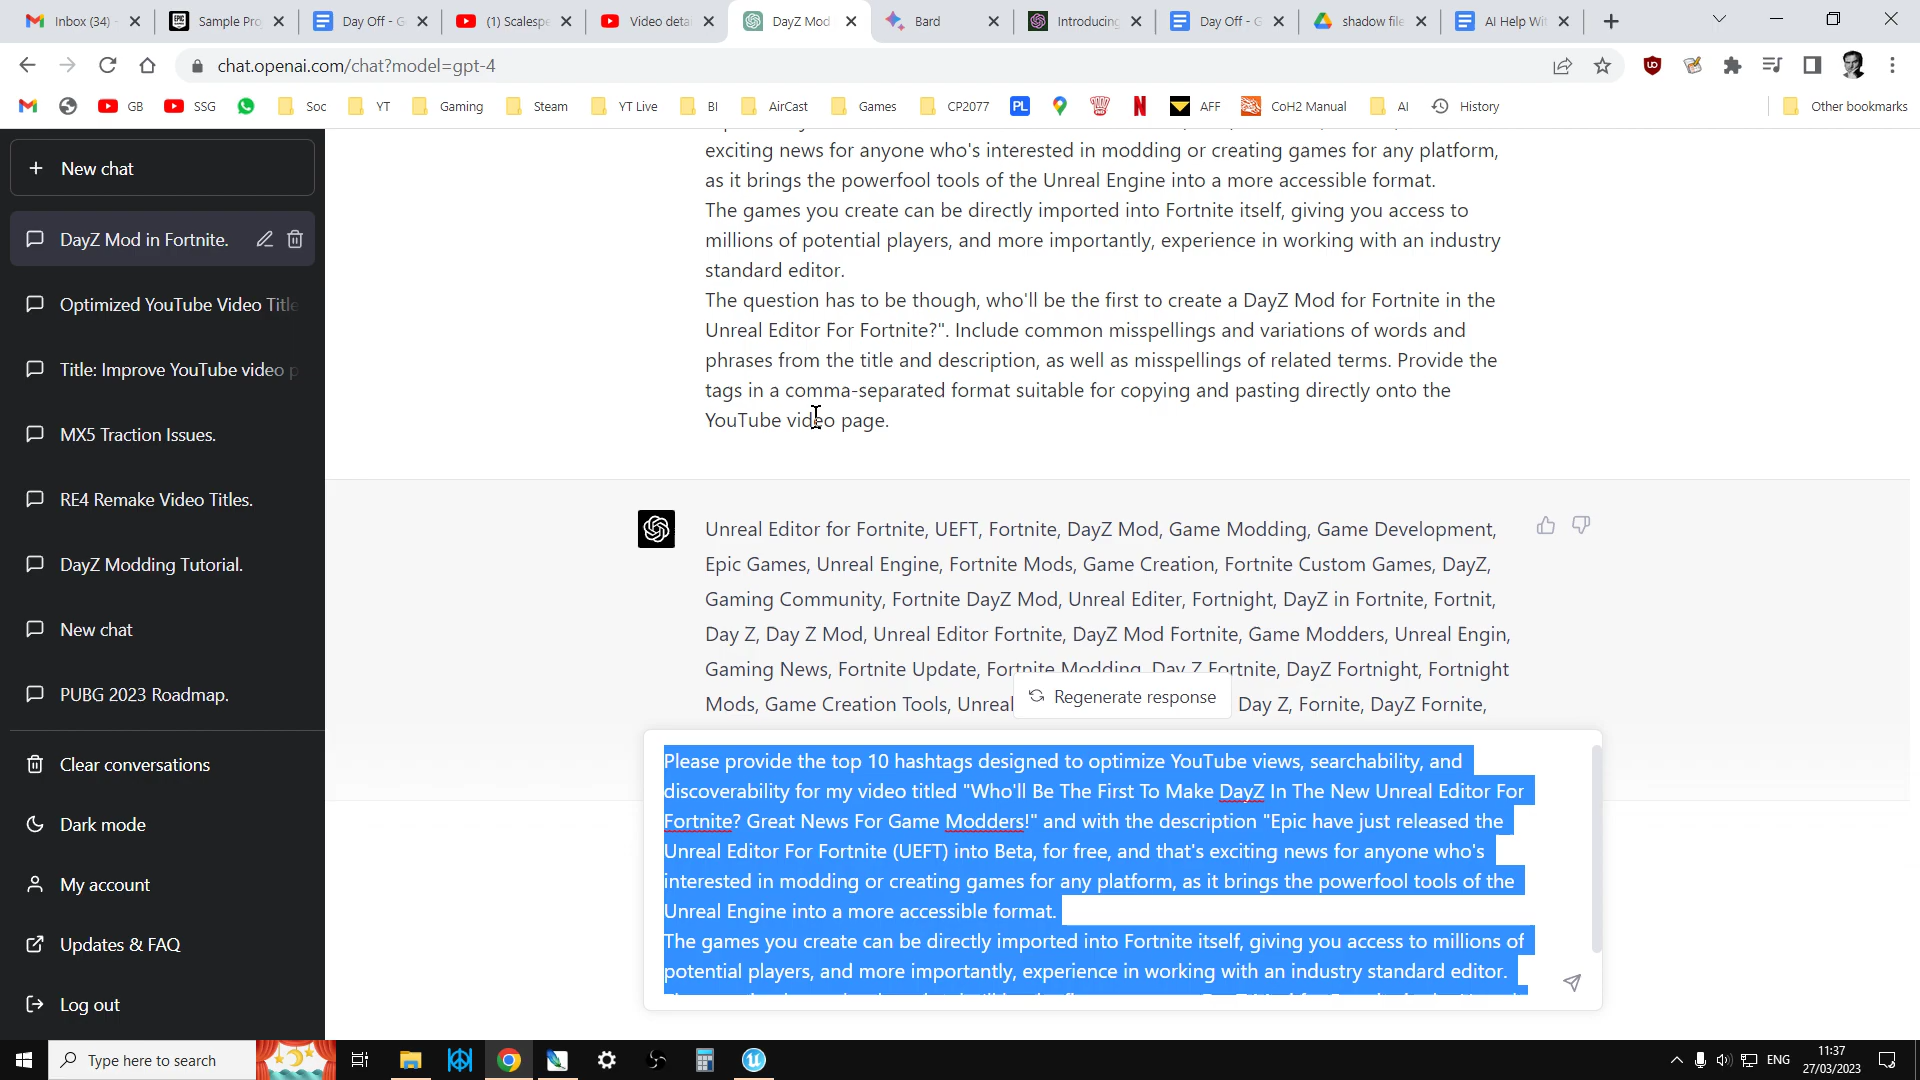 Inbox (34) -
Sample Pro
Day Off - G
(1) Scalespe
Video detai
DayZ Mod
Bard
Introducing
Day Off - G
shadow file
AI Help Wit
chat.openai.com/chat?model=gpt-4
GB
SSG
Soc
YT
Gaming
Steam
YT Live
BI
AirCast
Games
CP2077
PL
N
AFF
CoH2 Manual
AI
History
Other bookmarks
New chat
DayZ Mod in Fortnite.
Optimized YouTube Video Title
Title: Improve YouTube video p
MX5 Traction Issues.
RE4 Remake Video Titles.
DayZ Modding Tutorial.
New chat
PUBG 2023 Roadmap.
Clear conversations
Dark mode
My account
Updates & FAQ
Log out
exciting news for anyone who's interested in modding or creating games for any platform,
as it brings the powerfool tools of the Unreal Engine into a more accessible format.
The games you create can be directly imported into Fortnite itself, giving you access to
millions of potential players, and more importantly, experience in working with an industry
standard editor.
The question has to be though, who'll be the first to create a DayZ Mod for Fortnite in the
Unreal Editor For Fortnite?". Include common misspellings and variations of words and
phrases from the title and description, as well as misspellings of related terms. Provide the
tags in a comma-separated format suitable for copying and pasting directly onto the
YouTube video page.
Unreal Editor for Fortnite, UEFT, Fortnite, DayZ Mod, Game Modding, Game Development,
Epic Games, Unreal Engine, Fortnite Mods, Game Creation, Fortnite Custom Games, DayZ,
Gaming Community, Fortnite DayZ Mod, Unreal Editer, Fortnight, DayZ in Fortnite, Fortnit,
Day Z, Day Z Mod, Unreal Editor Fortnite, DayZ Mod Fortnite, Game Modders, Unreal Engin,
Gaming News, Fortnite Update, Fortnite Modding, Day Z Fortnite, DayZ Fortnight, Fortnight
Mods, Game Creation Tools, Unreal Day Z, Fornite, DayZ Fornite,
Regenerate response
Please provide the top 10 hashtags designed to optimize YouTube views, searchability, and
discoverability for my video titled "Who'll Be The First To Make DayZ In The New Unreal Editor For
Fortnite? Great News For Game Modders!" and with the description "Epic have just released the
Unreal Editor For Fortnite (UEFT) into Beta, for free, and that's exciting news for anyone who's
interested in modding or creating games for any platform, as it brings the powerfool tools of the
Unreal Engine into a more accessible format.
The games you create can be directly imported into Fortnite itself, giving you access to millions of
potential players, and more importantly, experience in working with an industry standard editor.
Type here to search
ENG
11:37
27/03/2023